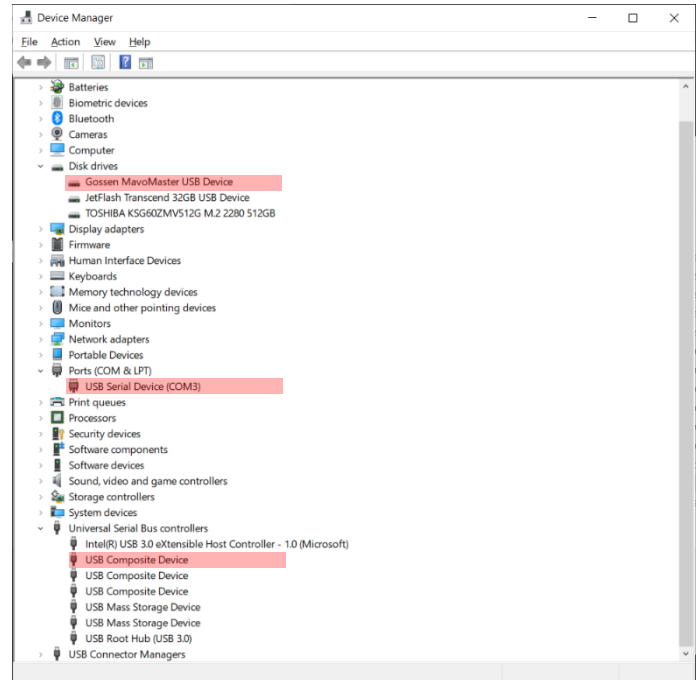 Device Manager
File Action View Help
Batteries
Biometric devices
Bluetooth
Cameras
Computer
Disk drives
Gossen MavoMaster USB Device
JetFlash Transcend 32GB USB Device
TOSHIBA KSG60ZMV512G M.2 2280 512GB
Display adapters
Firmware
Human Interface Devices
Keyboards
Memory technology devices
Mice and other pointing devices
Monitors
Network adapters
Portable Devices
Ports (COM & LPT)
USB Serial Device (COM3)
Print queues
Processors
Security devices
Software components
Software devices
Sound, video and game controllers
Storage controllers
System devices
Universal Serial Bus controllers
Intel(R) USB 3.0 eXtensible Host Controller - 1.0 (Microsoft)
USB Composite Device
USB Composite Device
USB Composite Device
USB Mass Storage Device
USB Mass Storage Device
USB Root Hub (USB 3.0)
USB Connector Managers